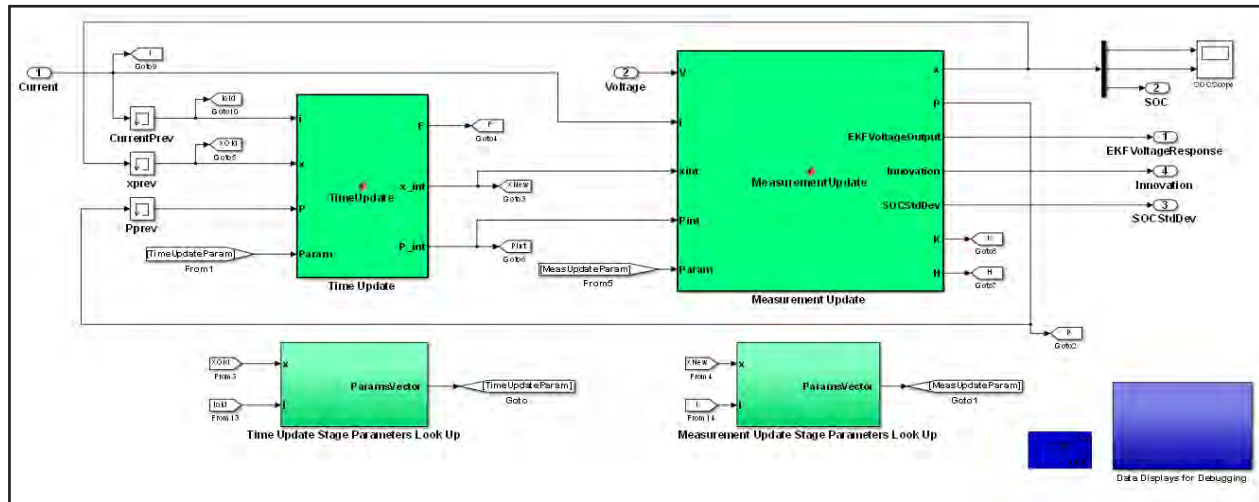 1
Current
I
Goto9
Iold
Goto10
CurrentPrev
XOld
Goto5
xprev
Pprev
[TimeUpdateParam]
From1
i
x
P
Param
TimeUpdate
F
x_int
P_int
Time Update
F
Goto4
XNew
Goto3
PInt
Goto6
2
Voltage
[MeasUpdateParam]
From5
V
i
xint
Pint
Param
MeasurementUpdate
x
P
EKFVoltageOutput
Innovation
SOCStdDev
K
H
Measurement Update
SOCScope
2
SOC
1
EKFVoltageResponse
4
Innovation
3
SOCStdDev
K
Goto8
H
Goto7
P
Goto2
XOld
From3
Iold
From13
x
i
ParamsVector
[TimeUpdateParam]
Goto
Time Update Stage Parameters Look Up
XNew
From4
From14
x
i
ParamsVector
[MeasUpdateParam]
Goto1
Measurement Update Stage Parameters Look Up
Data Displays for Debugging